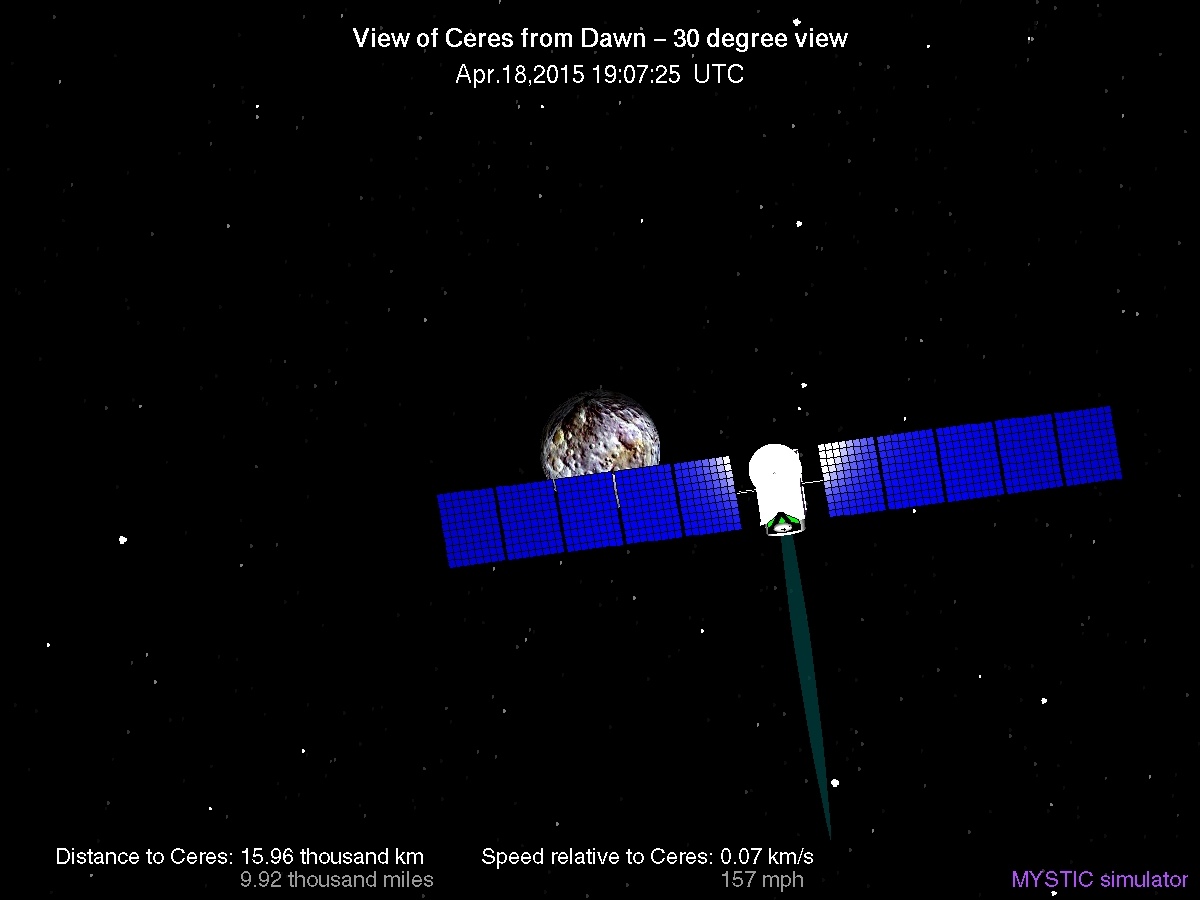 View of Ceres from Dawn – 30 degree view
Apr.18,2015 19:07:25 UTC
Distance to Ceres: 15.96 thousand km
9.92 thousand miles
Speed relative to Ceres: 0.07 km/s
157 mph
MYSTIC simulator